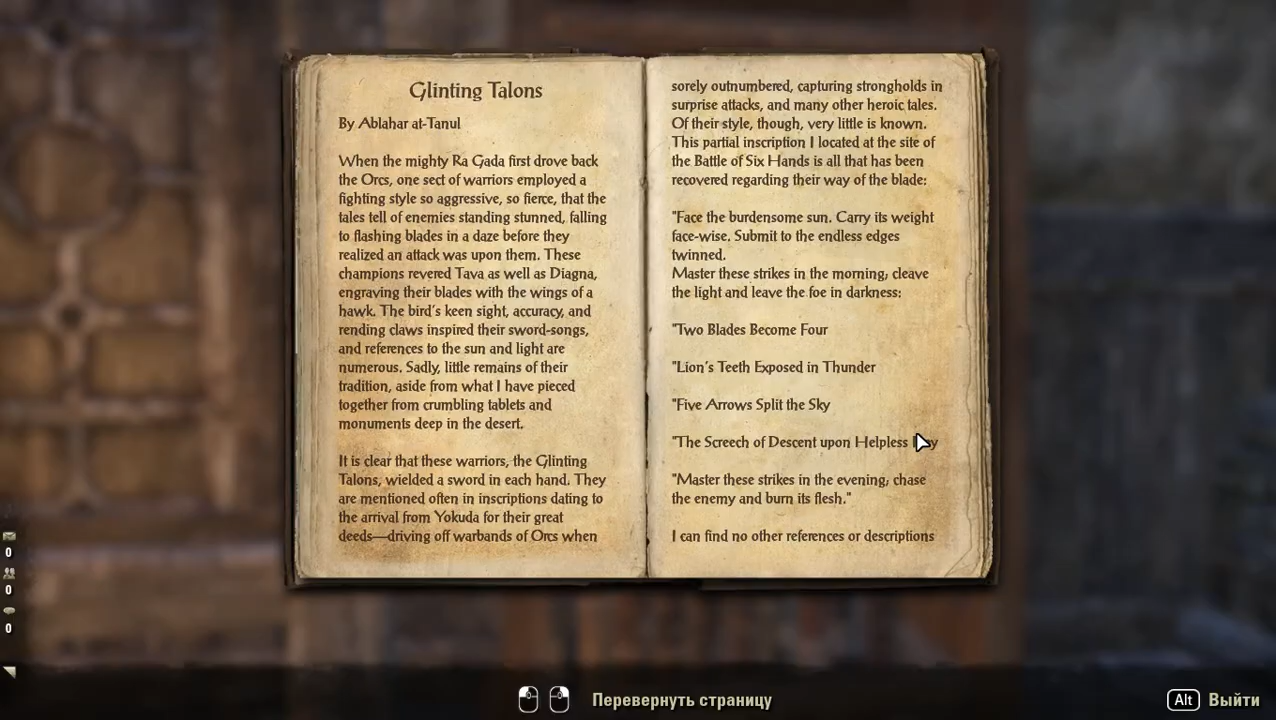 Glinting Talons
By Ablahar at-Tanul
When the mighty Ra Gada first drove back
the Orcs, one sect of warriors employed a
fighting style so aggressive, so fierce, that the
tales tell of enemies standing stunned, falling
to flashing blades in a daze before they
realized an attack was upon them. These
champions revered Tava as well as Diagna,
engraving their blades with the wings of a
hawk. The bird's keen sight, accuracy, and
rending claws inspired their sword-songs,
and references to the sun and light are
numerous. Sadly, little remains of their
tradition, aside from what I have pieced
together from crumbling tablets and
monuments deep in the desert.
It is clear that these warriors, the Glinting
Talons, wielded a sword in each hand. They
are mentioned often in inscriptions dating to
the arrival from Yokuda for their great
deeds—driving off warbands of Orcs when
sorely outnumbered, capturing strongholds in
surprise attacks, and many other heroic tales.
Of their style, though, very little is known.
This partial inscription I located at the site of
the Battle of Six Hands is all that has been
recovered regarding their way of the blade:
"Face the burdensome sun. Carry its weight
face-wise. Submit to the endless edges
twinned.
Master these strikes in the morning; cleave
the light and leave the foe in darkness:
"Two Blades Become Four
"Lion's Teeth Exposed in Thunder
"Five Arrows Split the Sky
"The Screech of Descent upon Helpless
"Master these strikes in the evening; chase
the enemy and burn its flesh."
I can find no other references or descriptions
0
0
0
Перевернуть страницу
Alt Выйти